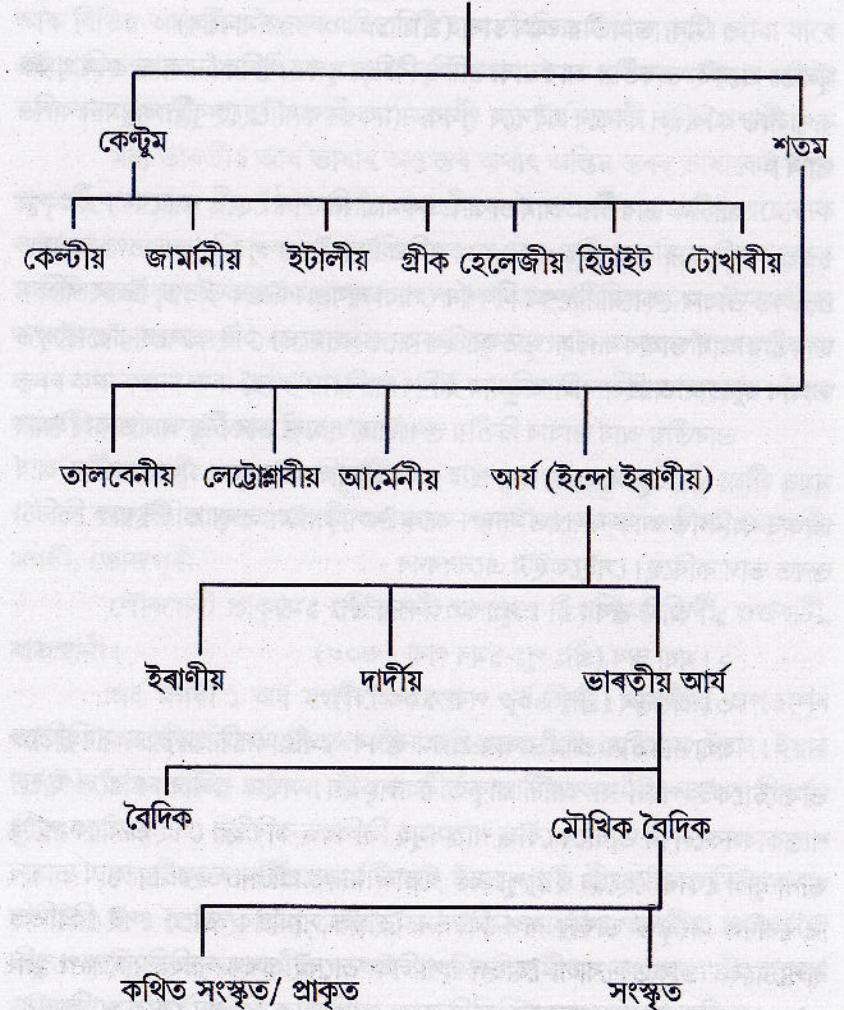 কেণ্টুম শতম
কেল্টীয় জাৰ্মানীয় ইটালীয় গ্ৰীক হেলেজীয় হিট্টাইট টোখাৰীয়
তালবেনীয় লেট্টোশ্লাবীয় আৰ্মেনীয় আৰ্য (ইন্দো ইৰাণীয়)
ইৰাণীয় দাৰ্দীয় ভাৰতীয় আৰ্য
বৈদিক মৌখিক বৈদিক
কথিত সংস্কৃত/ প্ৰাকৃত সংস্কৃত